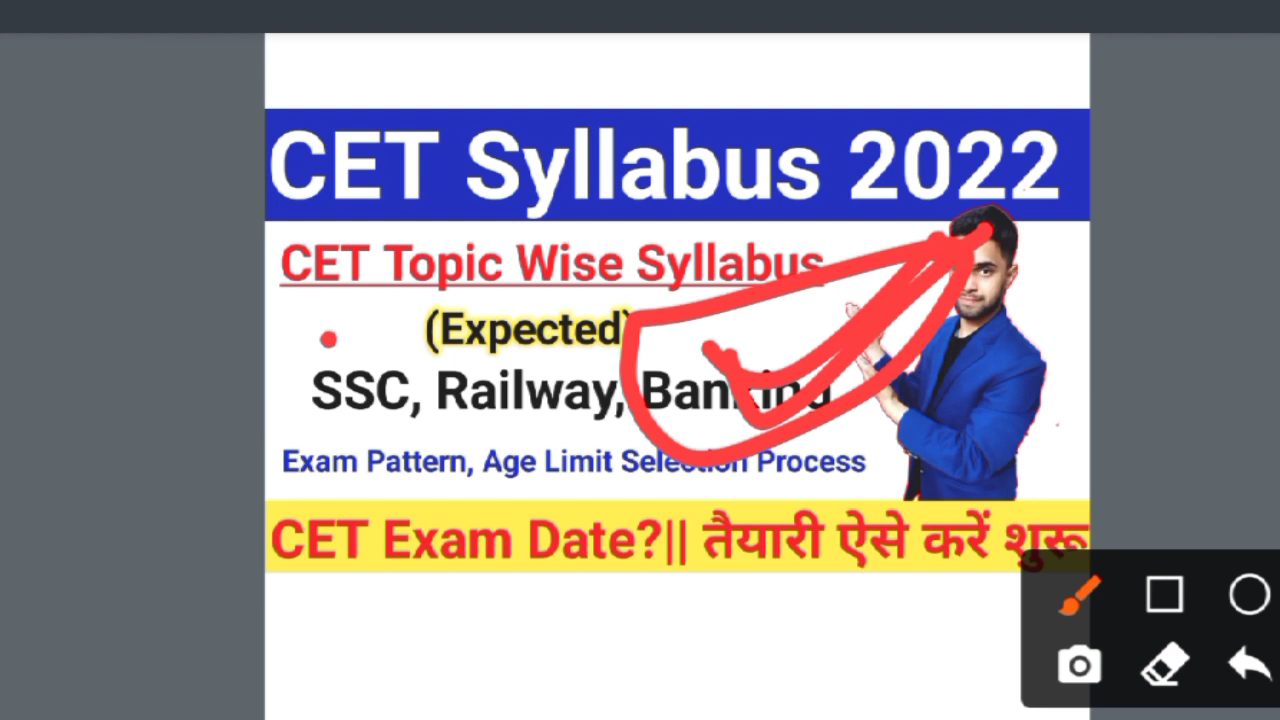 CET Syllabus 2022
CET Topic Wise Syllabus
(Expected)
SSC, Railway, Banking
Exam Pattern, Age Limit Selection Process
CET Exam Date?|| तैयारी ऐसे करें शुरू